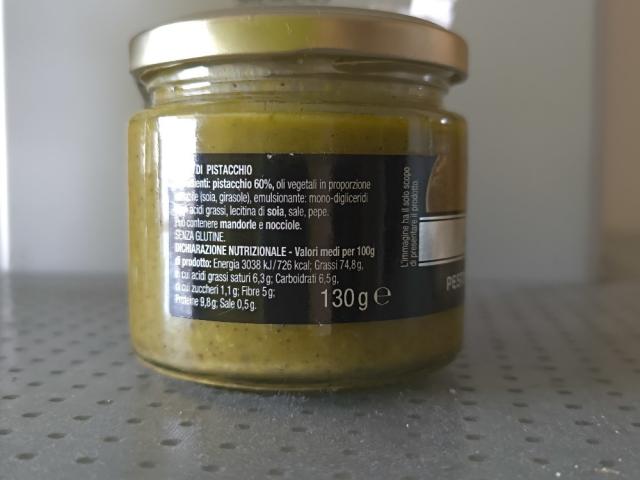 DI PISTACCHIO
pistacchio 60%, oli vegetali in proporzione
(soia, girasole), emulsionante: mono-digliceridi
acidi grassi, lecitina di soia, sale, pepe.
Può contenere mandorle e nocciole.
SENZA GLUTINE.
DICHIARAZIONE NUTRIZIONALE - Valori medi per 100g
di prodotto: Energia 3038 kJ/726 kcal; Grassi 74,8g,
in cui acidi grassi saturi 6,3g; Carboidrati 6,5g,
di cui zuccheri 1,1g; Fibre 5g;
Proteine 9,8g; Sale 0,5g.
130g e
L'immagine ha il solo scopo
di presentare il prodotto.
PES